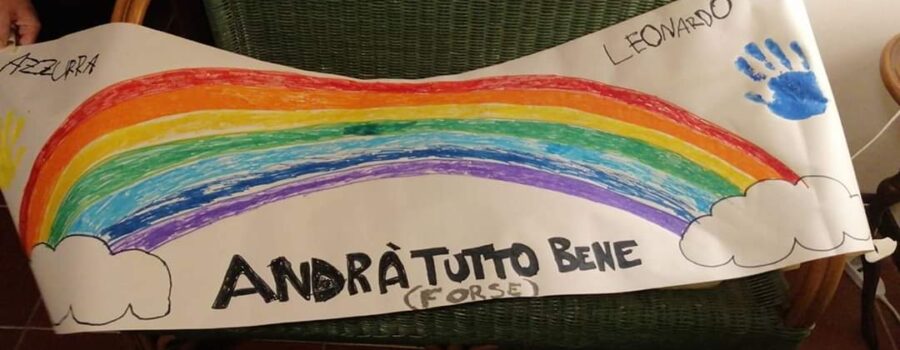 AZZURRA
LEONARDO
ANDRÀ TUTTO BENE
(FORSE)